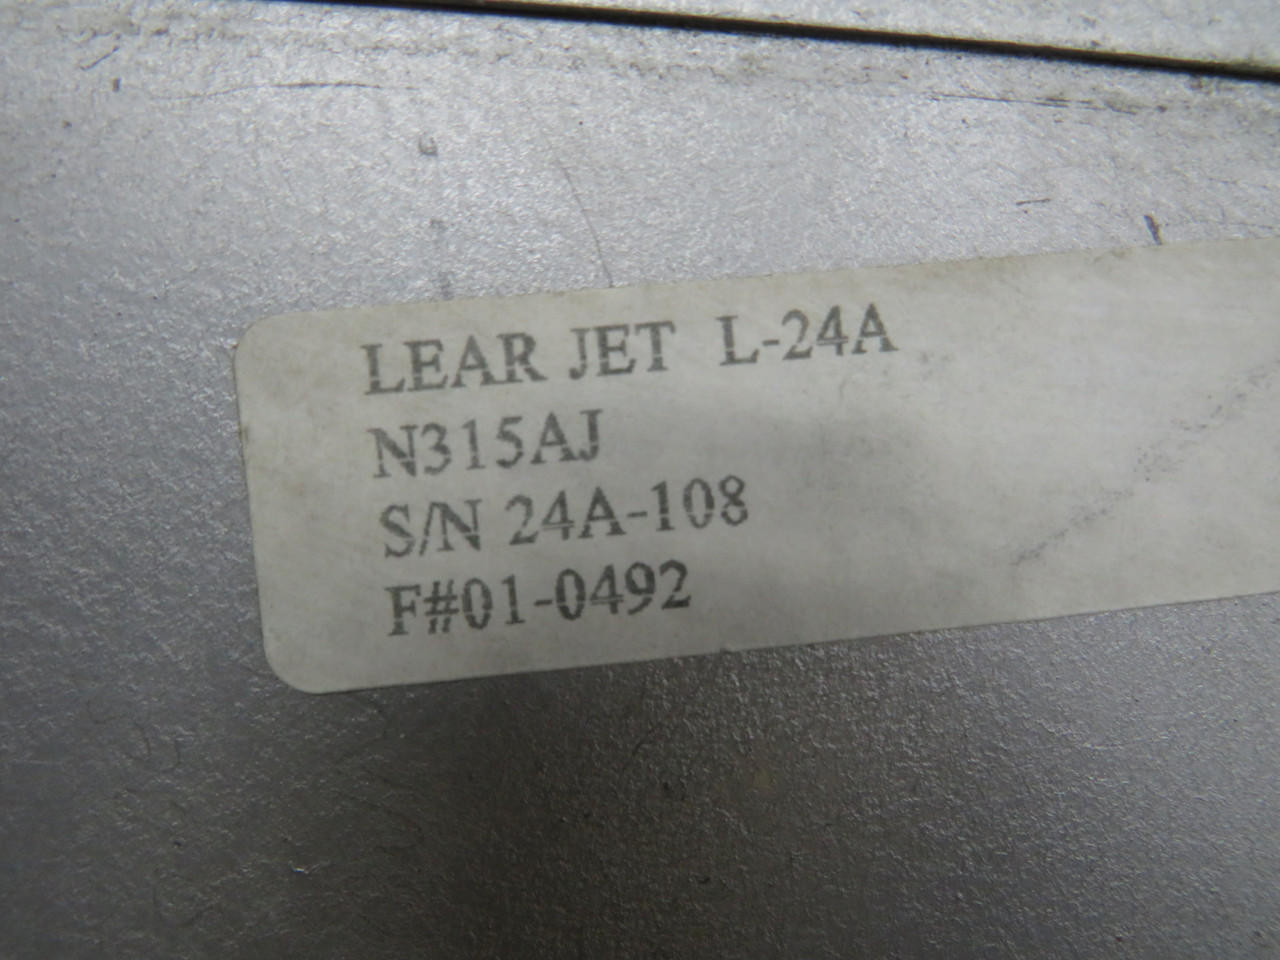 LEAR JET L-24A
N315AJ
S/N 24A-108
F#01-0492